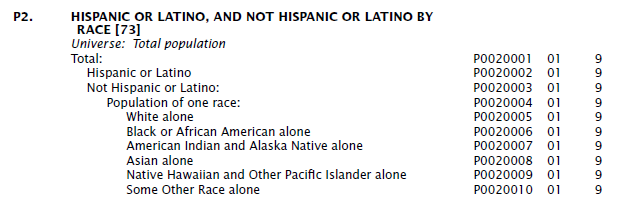 P2. HISPANIC OR LATINO, AND NOT HISPANIC OR LATINO BY
RACE [73]
Universe: Total population
Total: P0020001 01 9
Hispanic or Latino P0020002 01 9
Not Hispanic or Latino: P0020003 01 9
Population of one race: P0020004 01 9
White alone P0020005 01 9
Black or African American alone P0020006 01 9
American Indian and Alaska Native alone P0020007 01 9
Asian alone P0020008 01 9
Native Hawaiian and Other Pacific Islander alone P0020009 01 9
Some Other Race alone P0020010 01 9